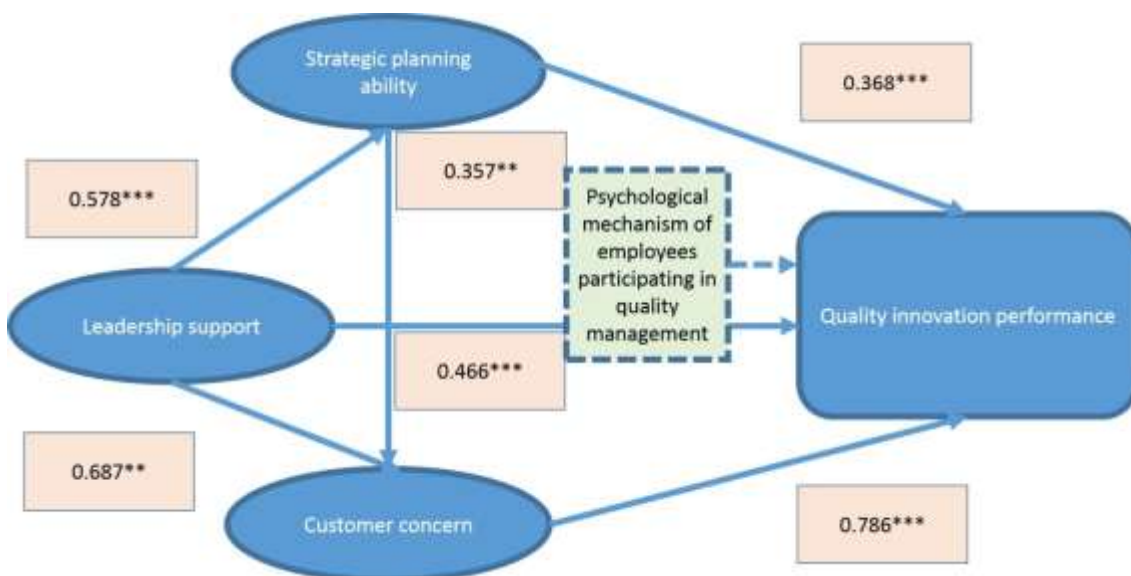 Strategic planning
ability
0.368***
0.357**
0.578***
Psychological
mechanism of
employees
participating in
quality
management
Leadership support
Quality innovation performance
0.466***
0.687**
Customer concern
0.786***